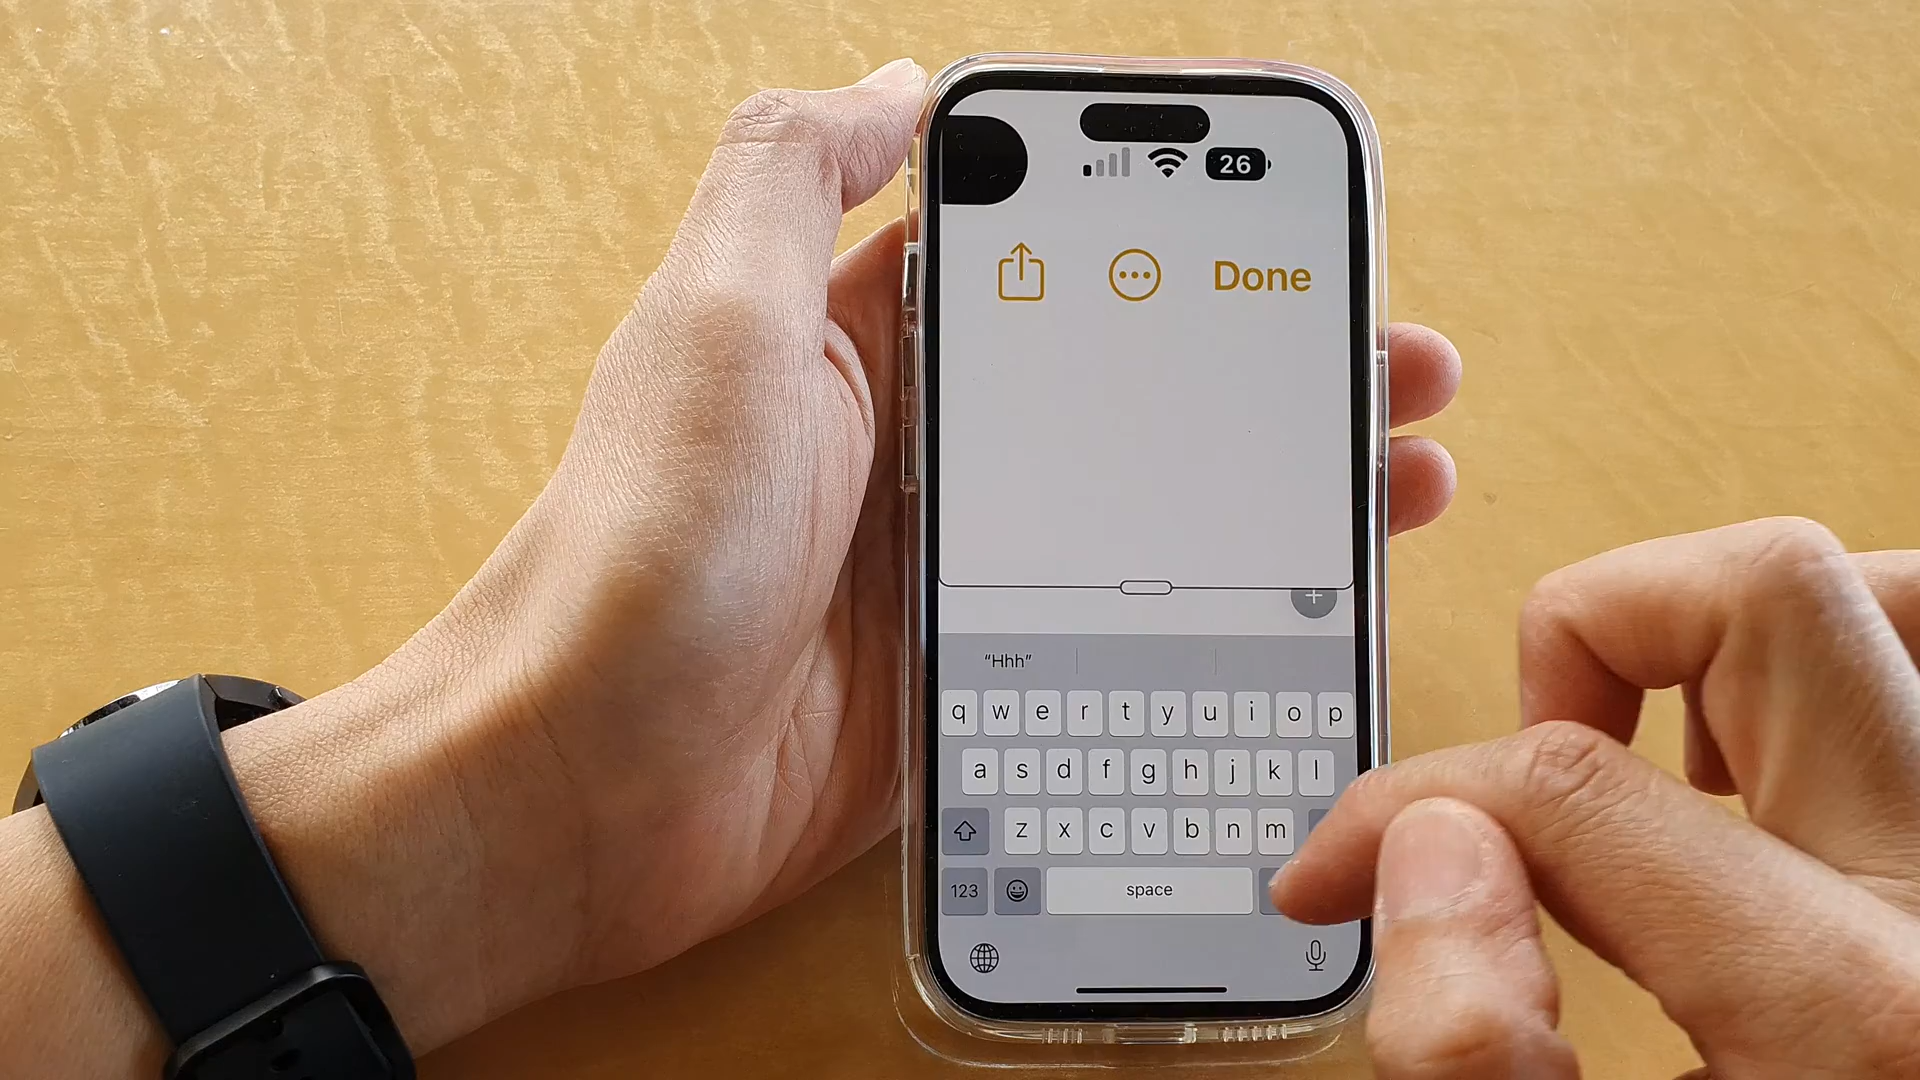 26
Done
“Hhh”
q w e r t y u i o p
a s d f g h j k l
z x c v b n m
123 space